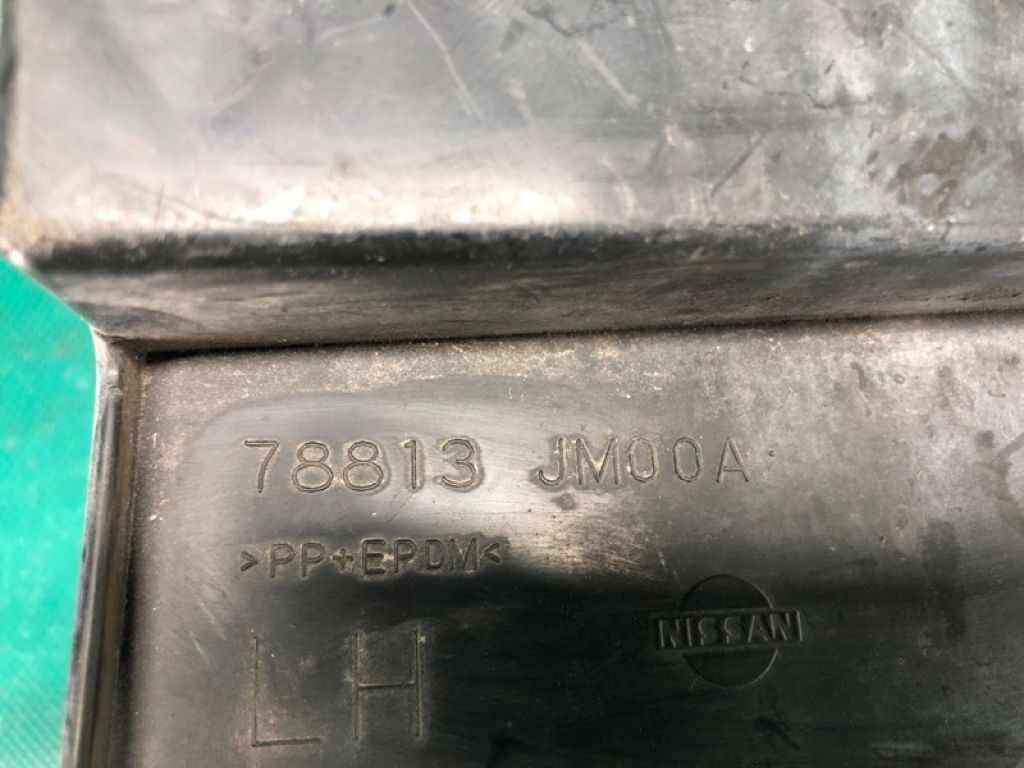 78813 JM00A
>PP+EPDM<
NISSAN
LH